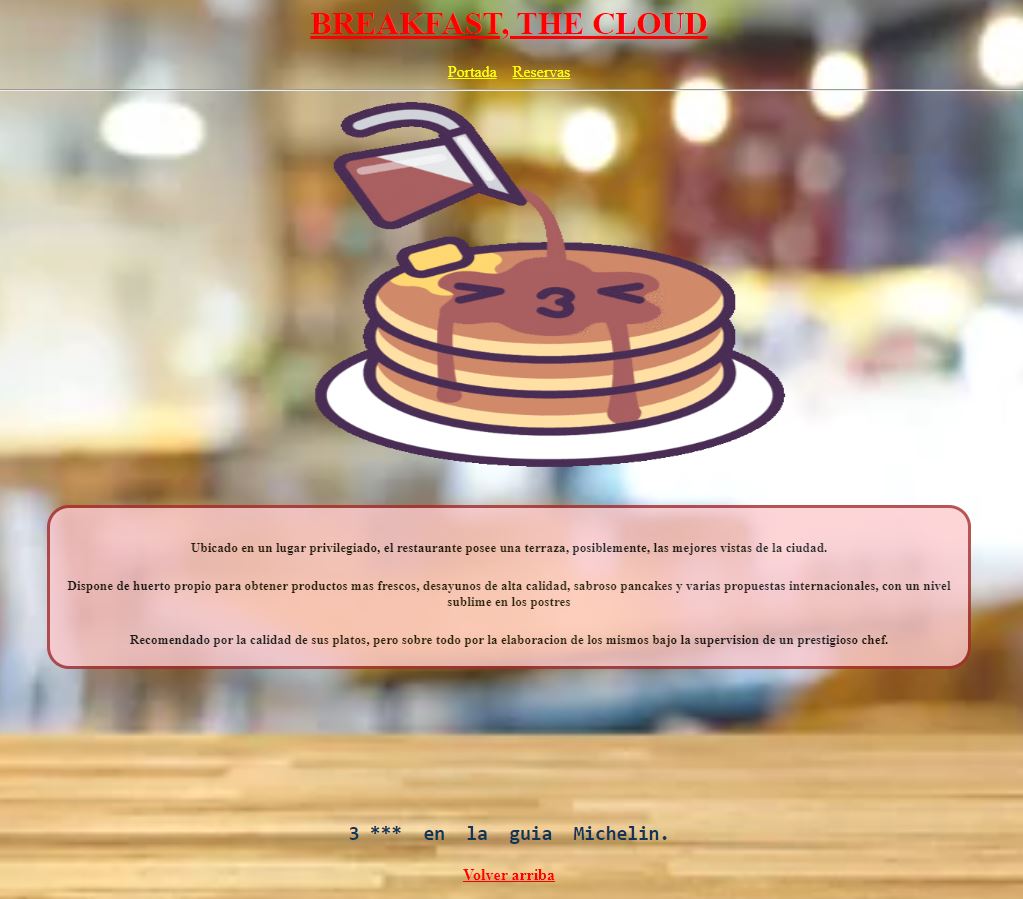 BREAKFAST, THE CLOUD
Portada Reservas
Ubicado en un lugar privilegiado, el restaurante posee una terraza, posiblemente, las mejores vistas de la ciudad.
Dispone de huerto propio para obtener productos mas frescos, desayunos de alta calidad, sabroso pancakes y varias propuestas internacionales, con un nivel
sublime en los postres
Recomendado por la calidad de sus platos, pero sobre todo por la elaboracion de los mismos bajo la supervision de un prestigioso chef.
3 *** en la guia Michelin.
Volver arriba